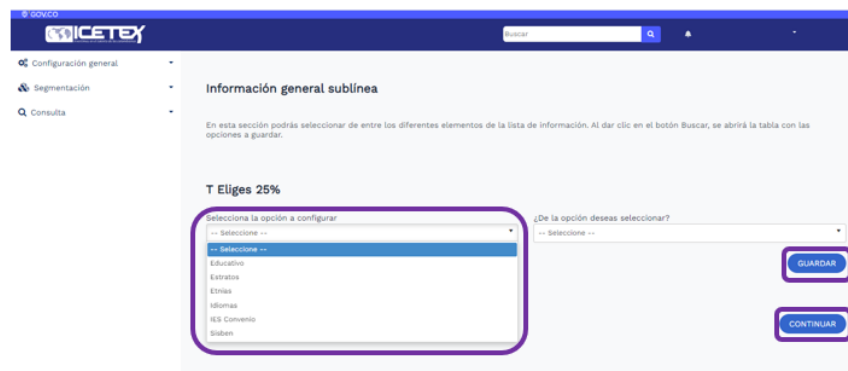 GOV.CO
ICETEX
Buscar
Configuración general
Segmentación
Consulta
Información general sublínea
En esta sección podrás seleccionar de entre los diferentes elementos de la lista de información. Al dar clic en el botón Buscar, se abrirá la tabla con las
opciones a guardar.
T Eliges 25%
Selecciona la opción a configurar
¿De la opción deseas seleccionar?
-- Seleccione --
-- Seleccione --
-- Seleccione --
Educativo
Estratos
Etnias
Idiomas
IES Convenio
Sisben
GUARDAR
CONTINUAR